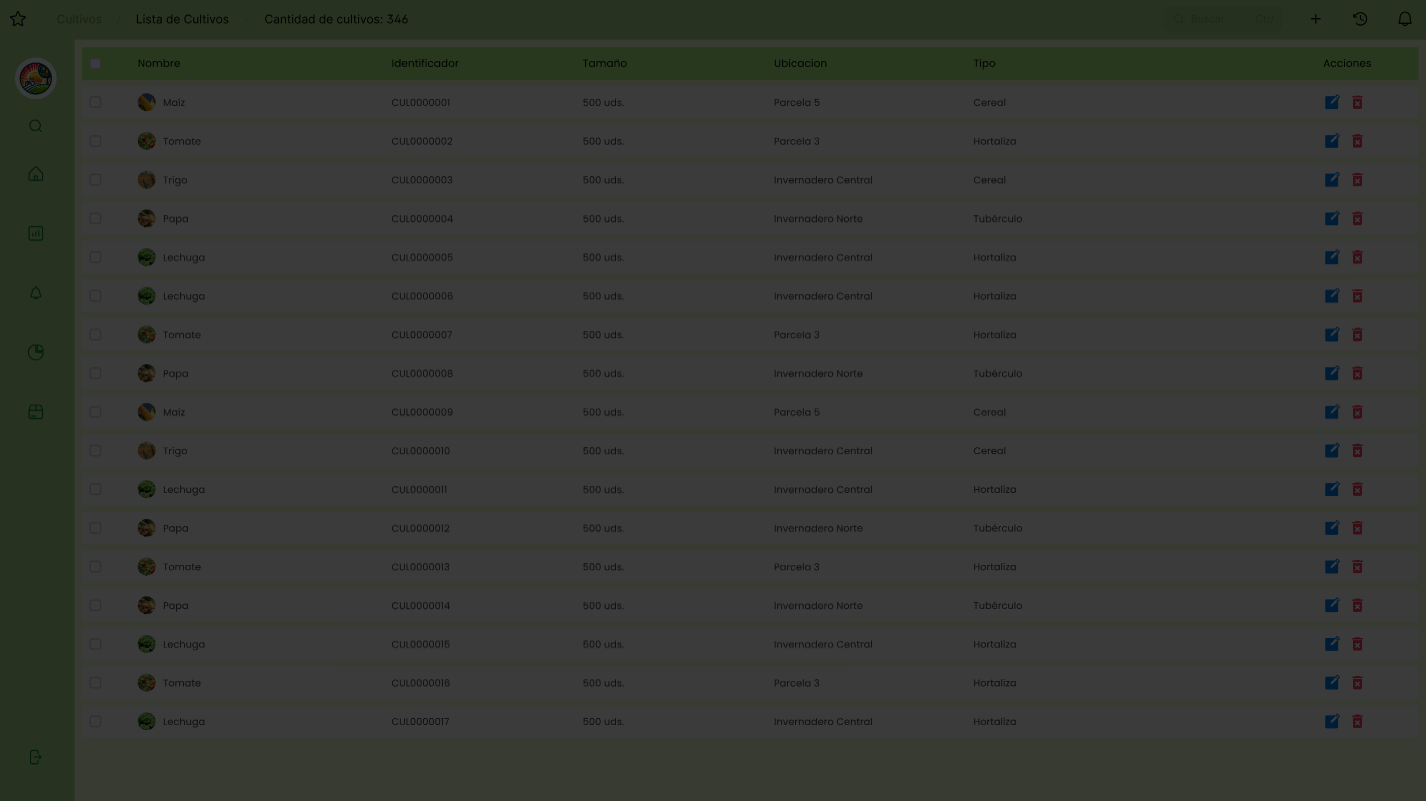 Cultivos / Lista de Cultivos Cantidad de cultivos: 346 Buscar Ctrl
Nombre Identificador Tamaño Ubicacion Tipo Acciones
Maíz CUL0000001 500 uds. Parcela 5 Cereal
Tomate CUL0000002 500 uds. Parcela 3 Hortaliza
Trigo CUL0000003 500 uds. Invernadero Central Cereal
Papa CUL0000004 500 uds. Invernadero Norte Tubérculo
Lechuga CUL0000005 500 uds. Invernadero Central Hortaliza
Lechuga CUL0000006 500 uds. Invernadero Central Hortaliza
Tomate CUL0000007 500 uds. Parcela 3 Hortaliza
Papa CUL0000008 500 uds. Invernadero Norte Tubérculo
Maíz CUL0000009 500 uds. Parcela 5 Cereal
Trigo CUL0000010 500 uds. Invernadero Central Cereal
Lechuga CUL0000011 500 uds. Invernadero Central Hortaliza
Papa CUL0000012 500 uds. Invernadero Norte Tubérculo
Tomate CUL0000013 500 uds. Parcela 3 Hortaliza
Papa CUL0000014 500 uds. Invernadero Norte Tubérculo
Lechuga CUL0000015 500 uds. Invernadero Central Hortaliza
Tomate CUL0000016 500 uds. Parcela 3 Hortaliza
Lechuga CUL0000017 500 uds. Invernadero Central Hortaliza